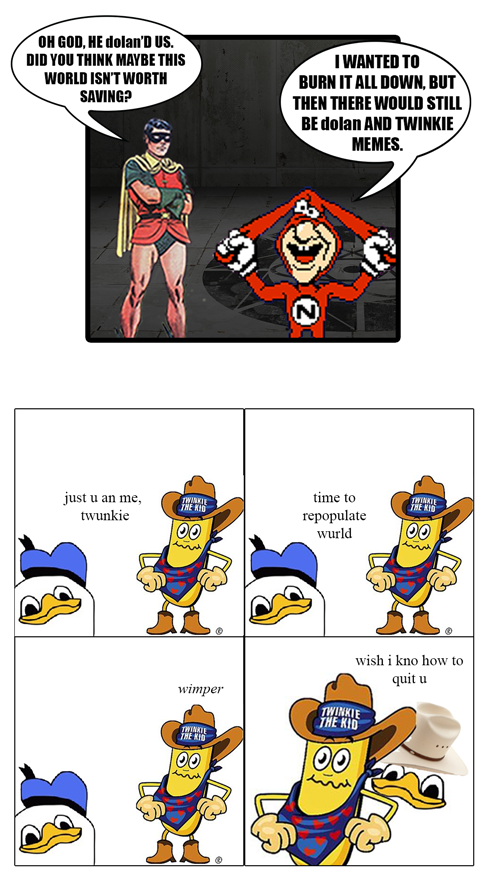 OH GOD, HE dolan'D US.
DID YOU THINK MAYBE THIS
WORLD ISN'T WORTH
SAVING?
I WANTED TO
BURN IT ALL DOWN, BUT
THEN THERE WOULD STILL
BE dolan AND TWINKIE
MEMES.
N
just u an me,
twunkie
TWINKIE
THE KID
©
time to
repopulate
wurld
TWINKIE
THE KID
©
wimper
TWINKIE
THE KID
©
wish i kno how to
quit u
TWINKIE
THE KID